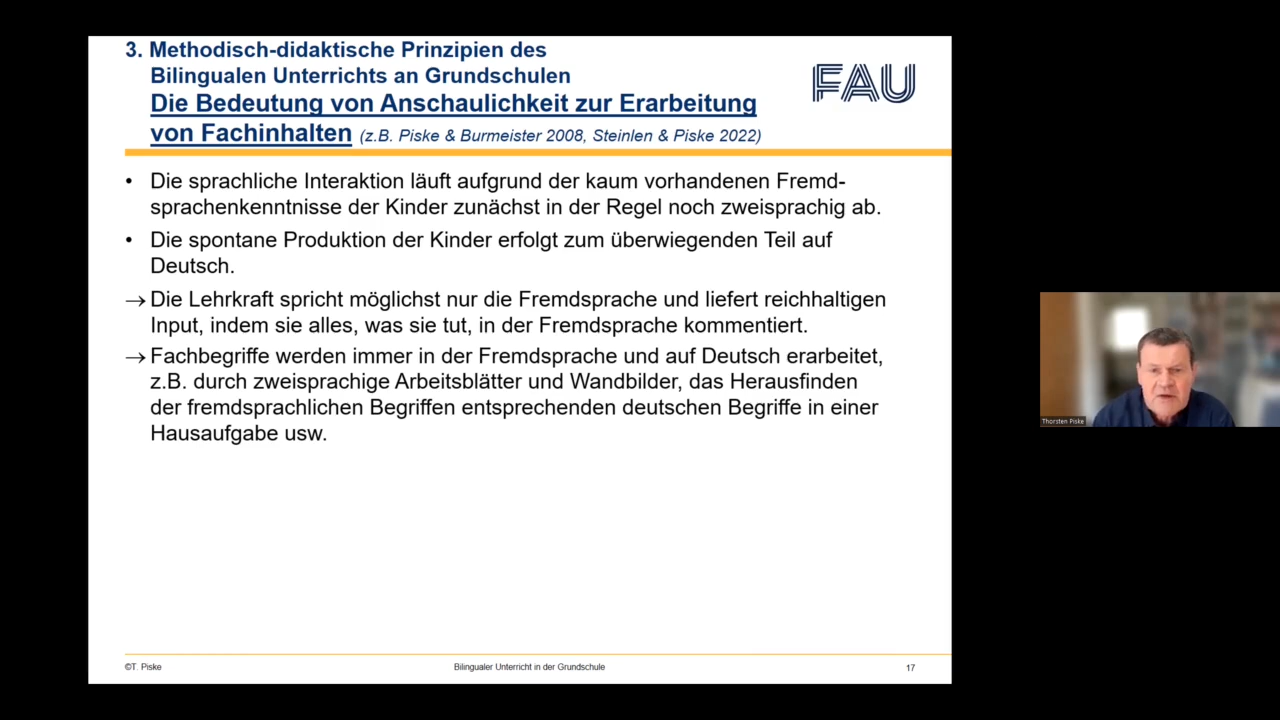 3. Methodisch-didaktische Prinzipien des
Bilingualen Unterrichts an Grundschulen
Die Bedeutung von Anschaulichkeit zur Erarbeitung
von Fachinhalten (z.B. Piske & Burmeister 2008, Steinlen & Piske 2022)
FAU
• Die sprachliche Interaktion läuft aufgrund der kaum vorhandenen Fremd-
sprachenkenntnisse der Kinder zunächst in der Regel noch zweisprachig ab.
• Die spontane Produktion der Kinder erfolgt zum überwiegenden Teil auf
Deutsch.
→ Die Lehrkraft spricht möglichst nur die Fremdsprache und liefert reichhaltigen
Input, indem sie alles, was sie tut, in der Fremdsprache kommentiert.
→ Fachbegriffe werden immer in der Fremdsprache und auf Deutsch erarbeitet,
z.B. durch zweisprachige Arbeitsblätter und Wandbilder, das Herausfinden
der fremdsprachlichen Begriffen entsprechenden deutschen Begriffe in einer
Hausaufgabe usw.
©T. Piske
Bilingualer Unterricht in der Grundschule
17
Thorsten Piske